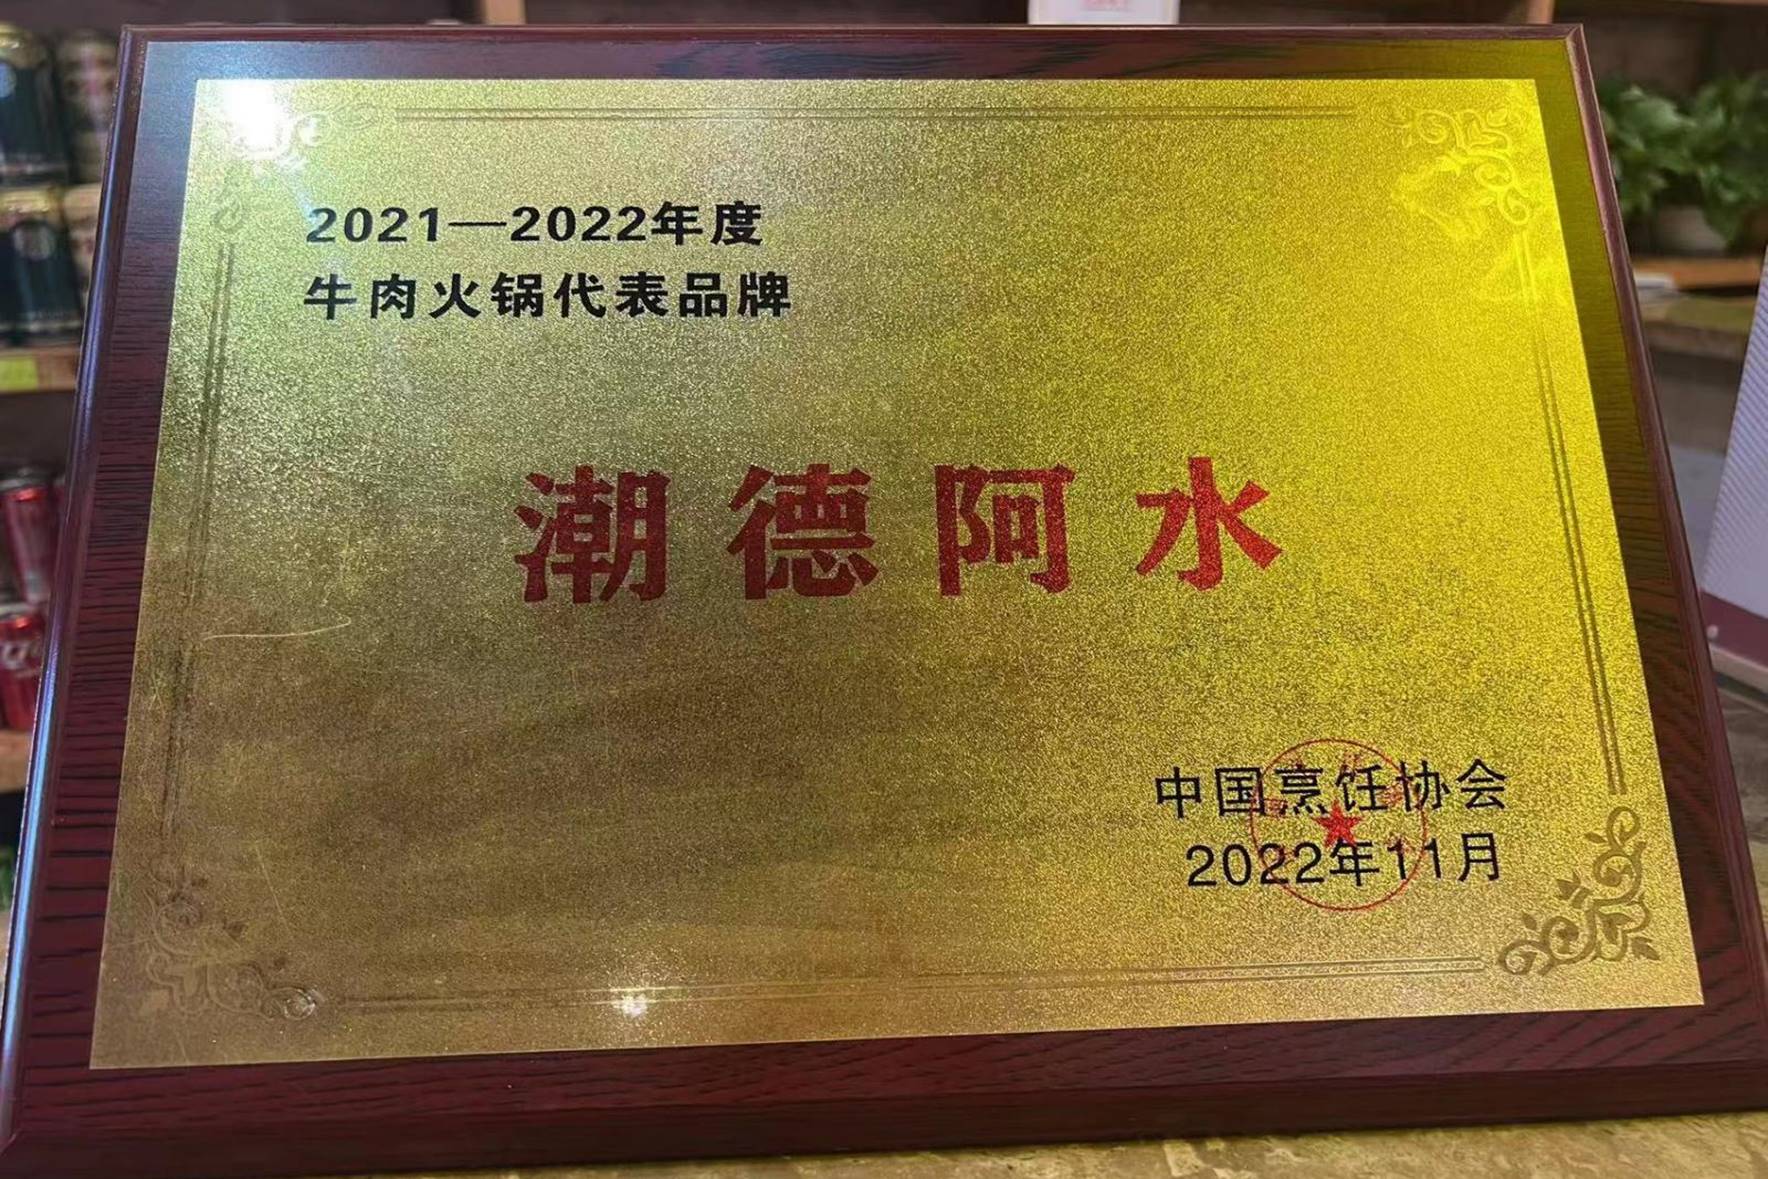 2021—2022年度
牛肉火锅代表品牌
潮德阿水
中国烹饪协会
2022年11月